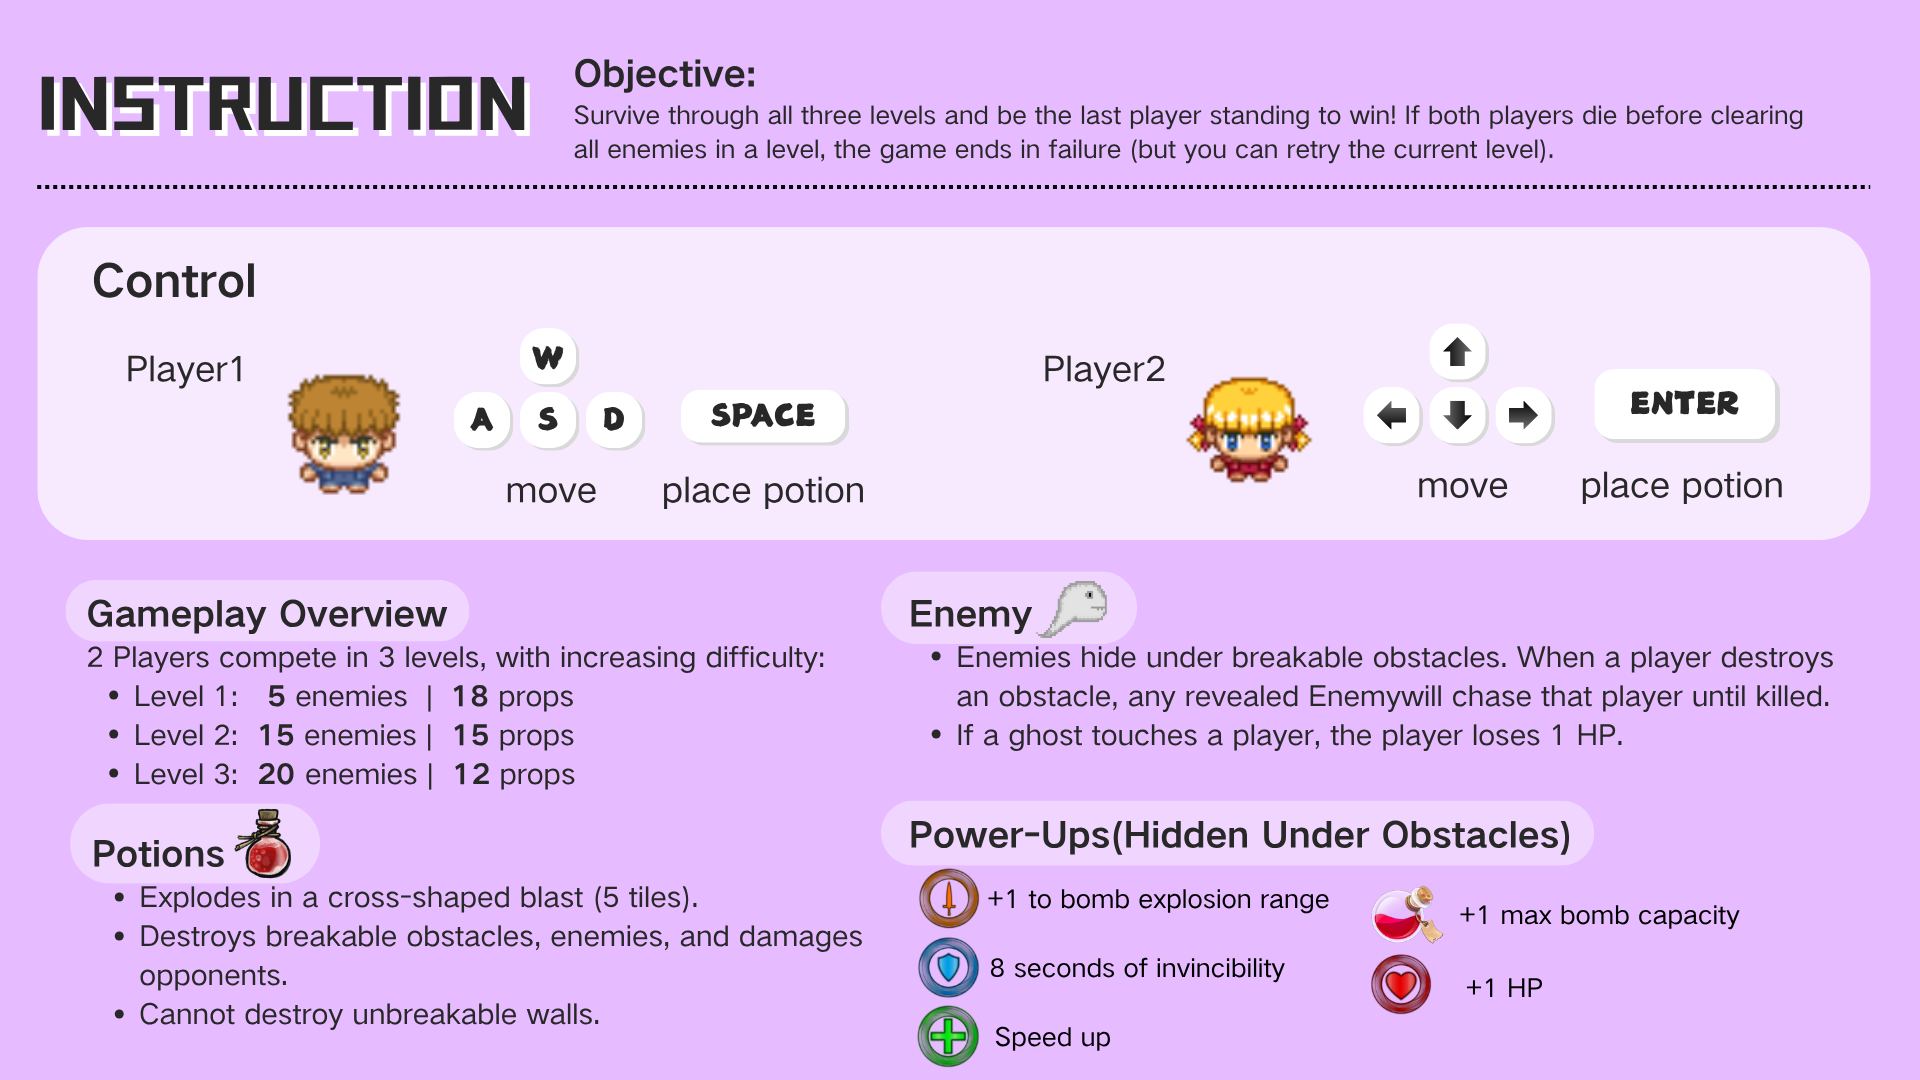 INSTRUCTION
Objective:
Survive through all three levels and be the last player standing to win! If both players die before clearing
all enemies in a level, the game ends in failure (but you can retry the current level).
Control
Player1
W
A S D
SPACE
move
place potion
Player2
ENTER
move
place potion
Gameplay Overview
2 Players compete in 3 levels, with increasing difficulty:
• Level 1: 5 enemies | 18 props
• Level 2: 15 enemies | 15 props
• Level 3: 20 enemies | 12 props
Potions
• Explodes in a cross-shaped blast (5 tiles).
• Destroys breakable obstacles, enemies, and damages
opponents.
• Cannot destroy unbreakable walls.
Enemy
• Enemies hide under breakable obstacles. When a player destroys
an obstacle, any revealed Enemywill chase that player until killed.
• If a ghost touches a player, the player loses 1 HP.
Power-Ups(Hidden Under Obstacles)
+1 to bomb explosion range
8 seconds of invincibility
Speed up
+1 max bomb capacity
+1 HP